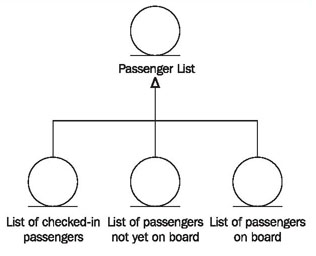 Passenger List
List of checked-in
passengers
List of passengers
not yet on board
List of passengers
on board